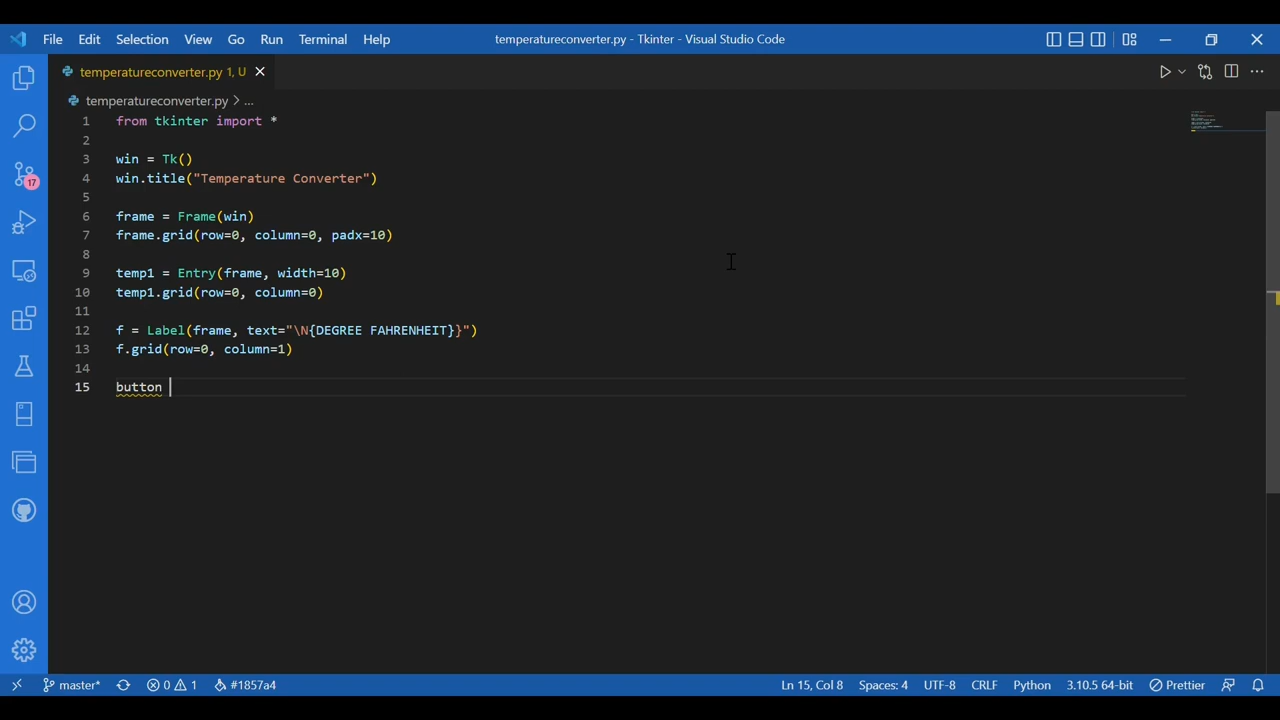 File Edit Selection View Go Run Terminal Help temperatureconverter.py - Tkinter - Visual Studio Code
temperatureconverter.py 1, U
temperatureconverter.py > ...
1 from tkinter import *
2
3 win = Tk()
4 win.title("Temperature Converter")
5
6 frame = Frame(win)
7 frame.grid(row=0, column=0, padx=10)
8
9 temp1 = Entry(frame, width=10)
10 temp1.grid(row=0, column=0)
11
12 f = Label(frame, text="\N{DEGREE FAHRENHEIT}}")
13 f.grid(row=0, column=1)
14
15 button
17
master* 0 1 #1857a4 Ln 15, Col 8 Spaces: 4 UTF-8 CRLF Python 3.10.5 64-bit Prettier